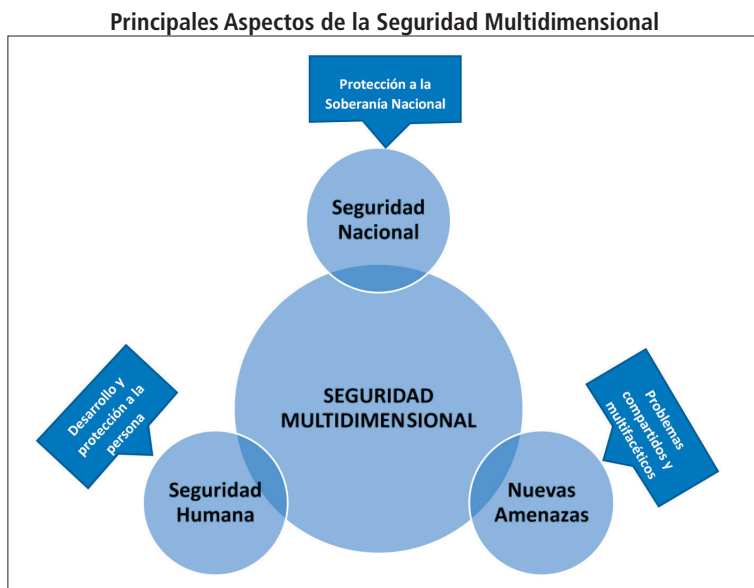 Principales Aspectos de la Seguridad Multidimensional
Protección a la
Soberanía Nacional
Seguridad
Nacional
SEGURIDAD
MULTIDIMENSIONAL
Desarrollo y
protección a la
persona
Seguridad
Humana
Problemas
compartidos y
multifacéticos
Nuevas
Amenazas